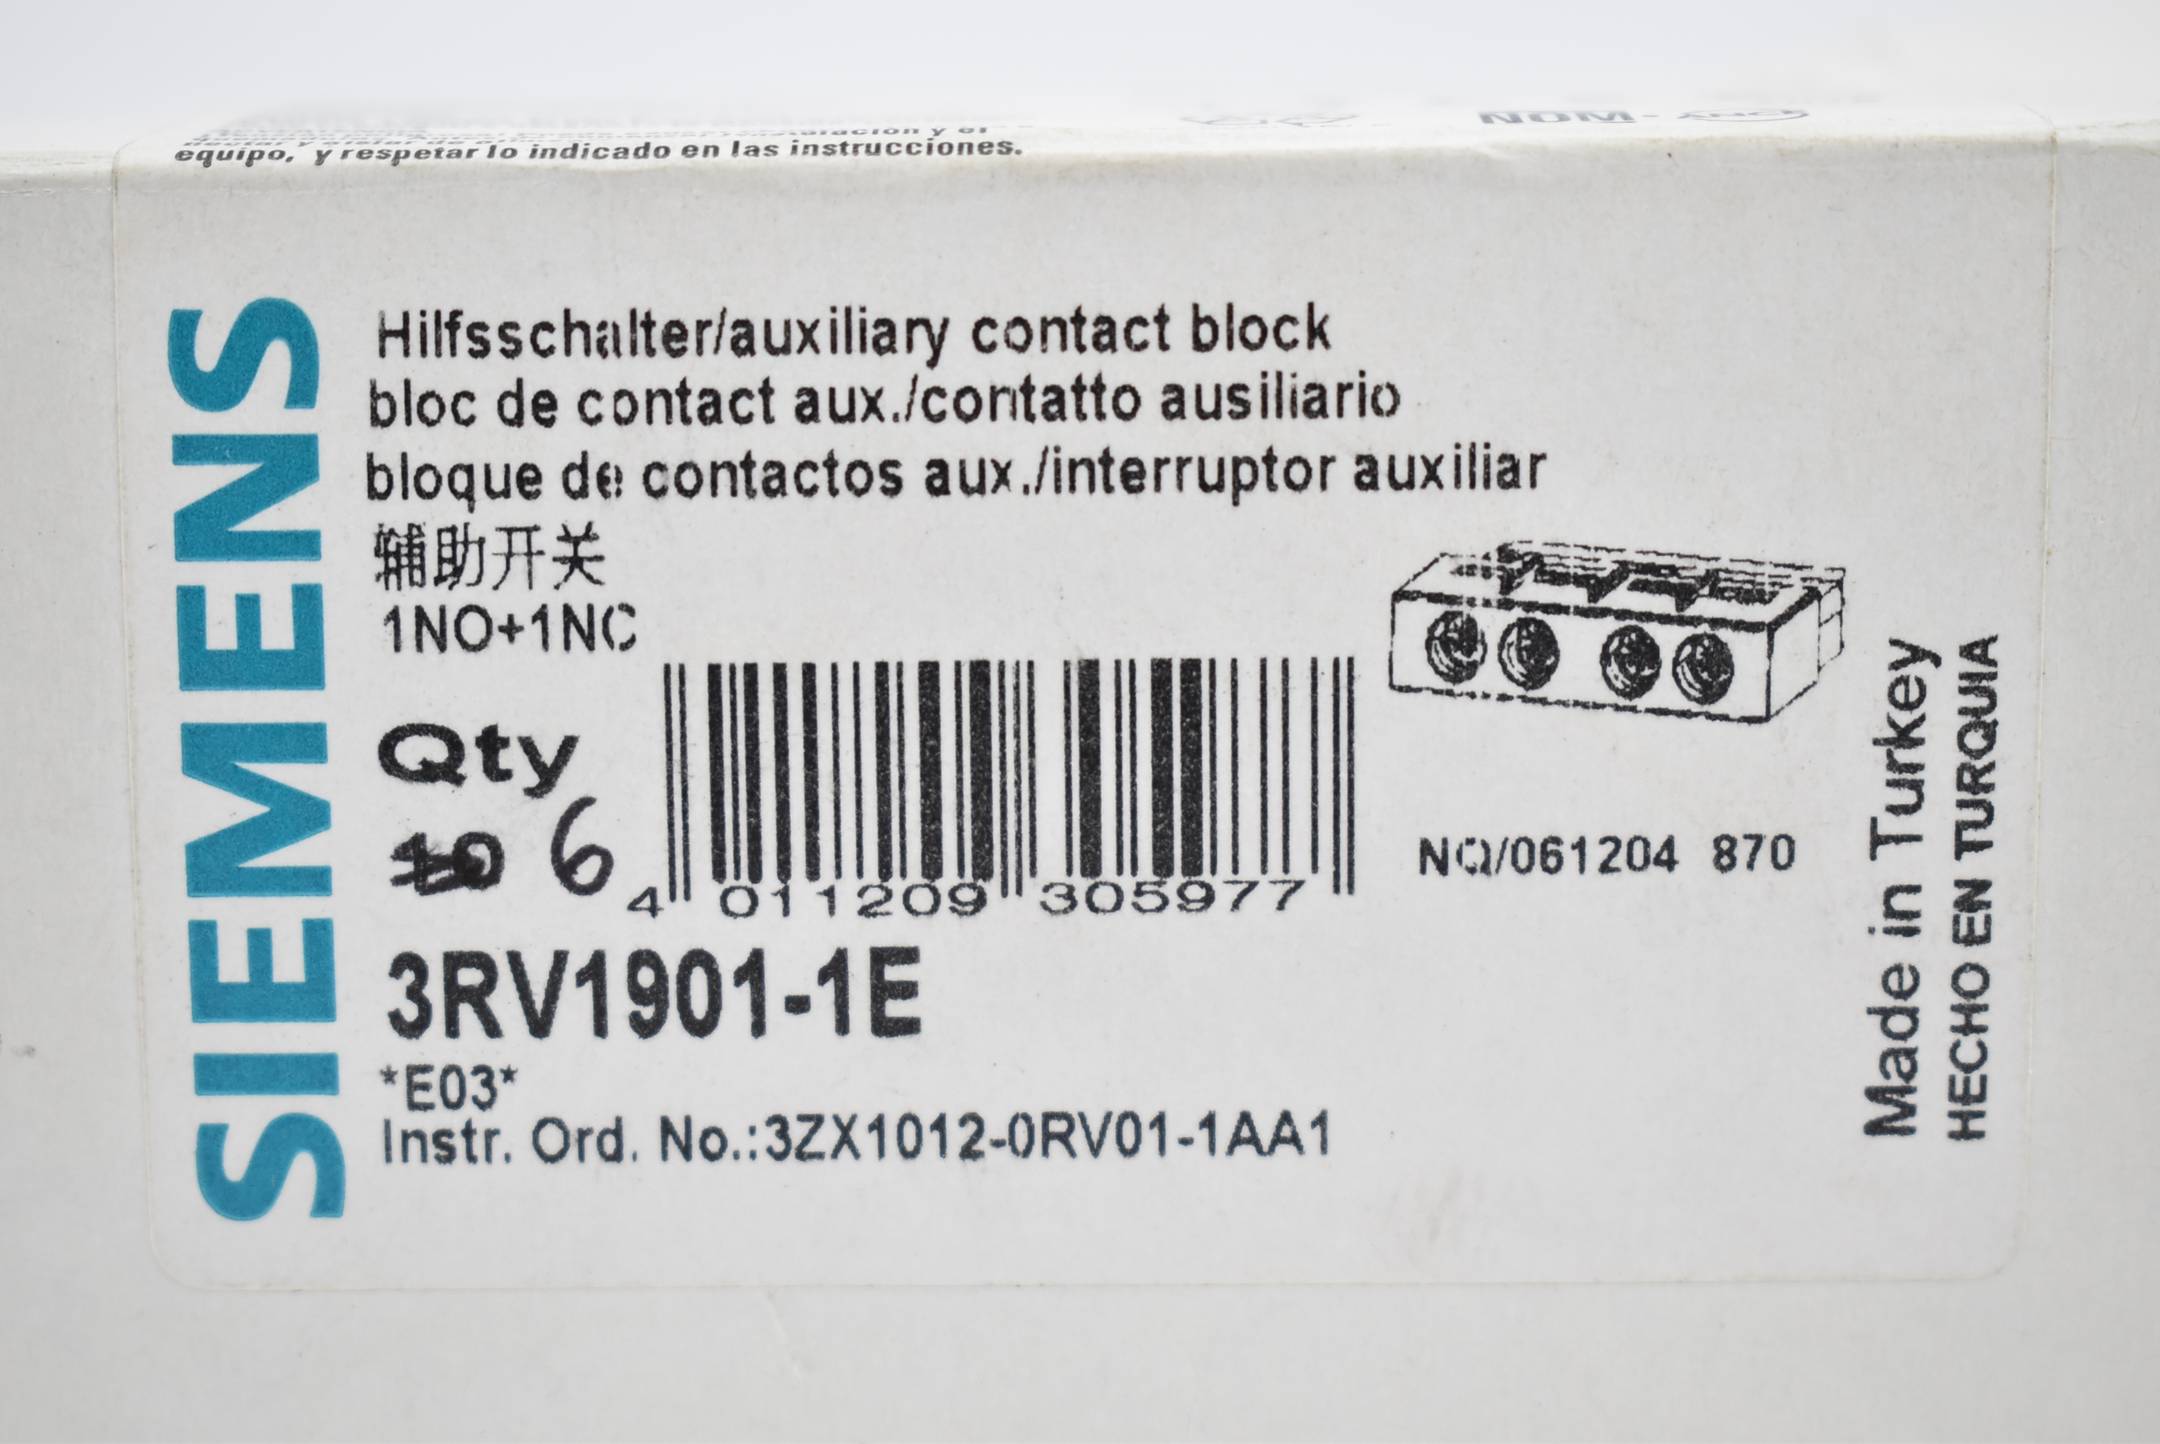 equipo, y respetar lo indicado en las instrucciones.
NOM-ANCE
SIEMENS
Hilfsschalter/auxiliary contact block
bloc de contact aux./contatto ausiliario
bloque de contactos aux./interruptor auxiliar
辅助开关
1NO+1NC
Qty
10 6
4 011209 305977
NQ/061204 870
3RV1901-1E
*E03*
Instr. Ord. No.:3ZX1012-0RV01-1AA1
Made in Turkey
HECHO EN TURQUIA